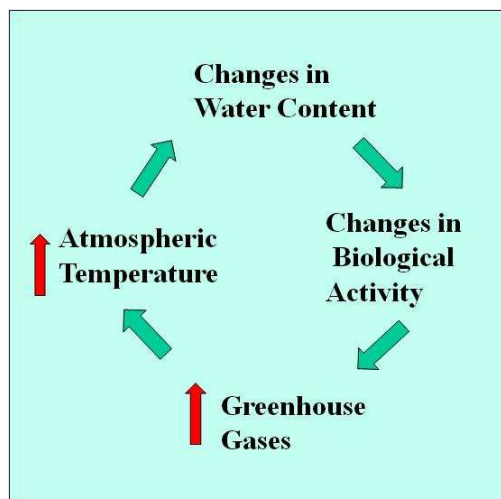 Changes in
Water Content
Changes in
Biological
Activity
Greenhouse
Gases
Atmospheric
Temperature